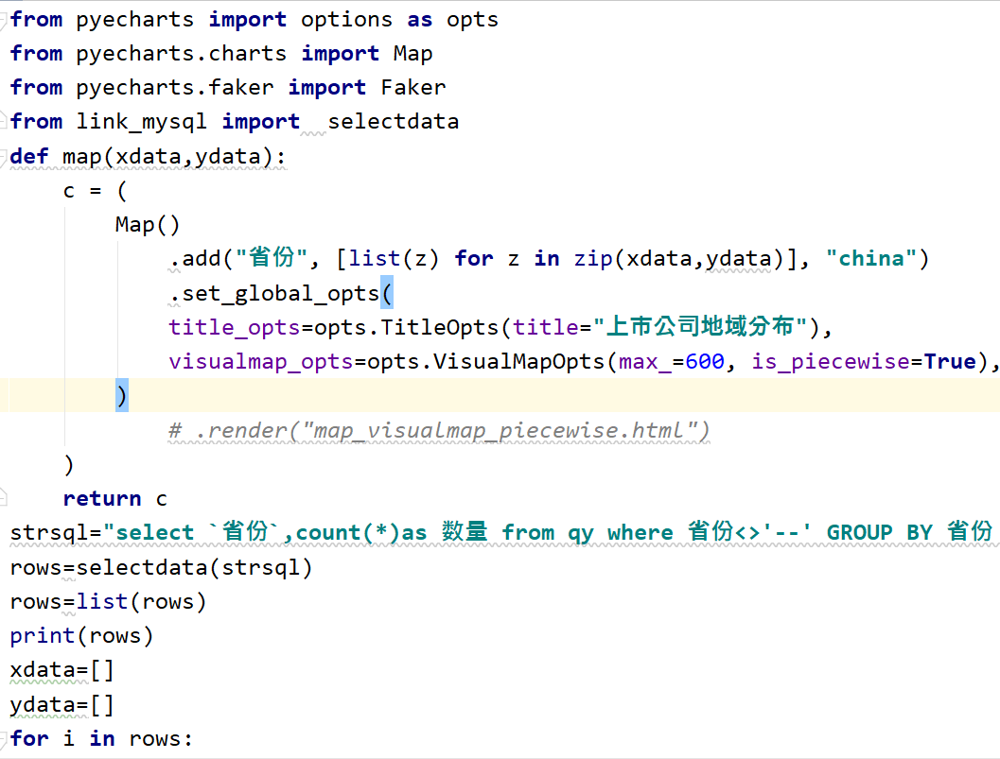 from pyecharts import options as opts
from pyecharts.charts import Map
from pyecharts.faker import Faker
from link_mysql import  selectdata
def map(xdata,ydata):
    c = (
        Map()
            .add("省份", [list(z) for z in zip(xdata,ydata)], "china")
            .set_global_opts(
            title_opts=opts.TitleOpts(title="上市公司地域分布"),
            visualmap_opts=opts.VisualMapOpts(max_=600, is_piecewise=True),
        )
            # .render("map_visualmap_piecewise.html")
    )
    return c
strsql="select `省份`,count(*)as 数量 from qy where 省份<>'--' GROUP BY 省份
rows=selectdata(strsql)
rows=list(rows)
print(rows)
xdata=[]
ydata=[]
for i in rows: